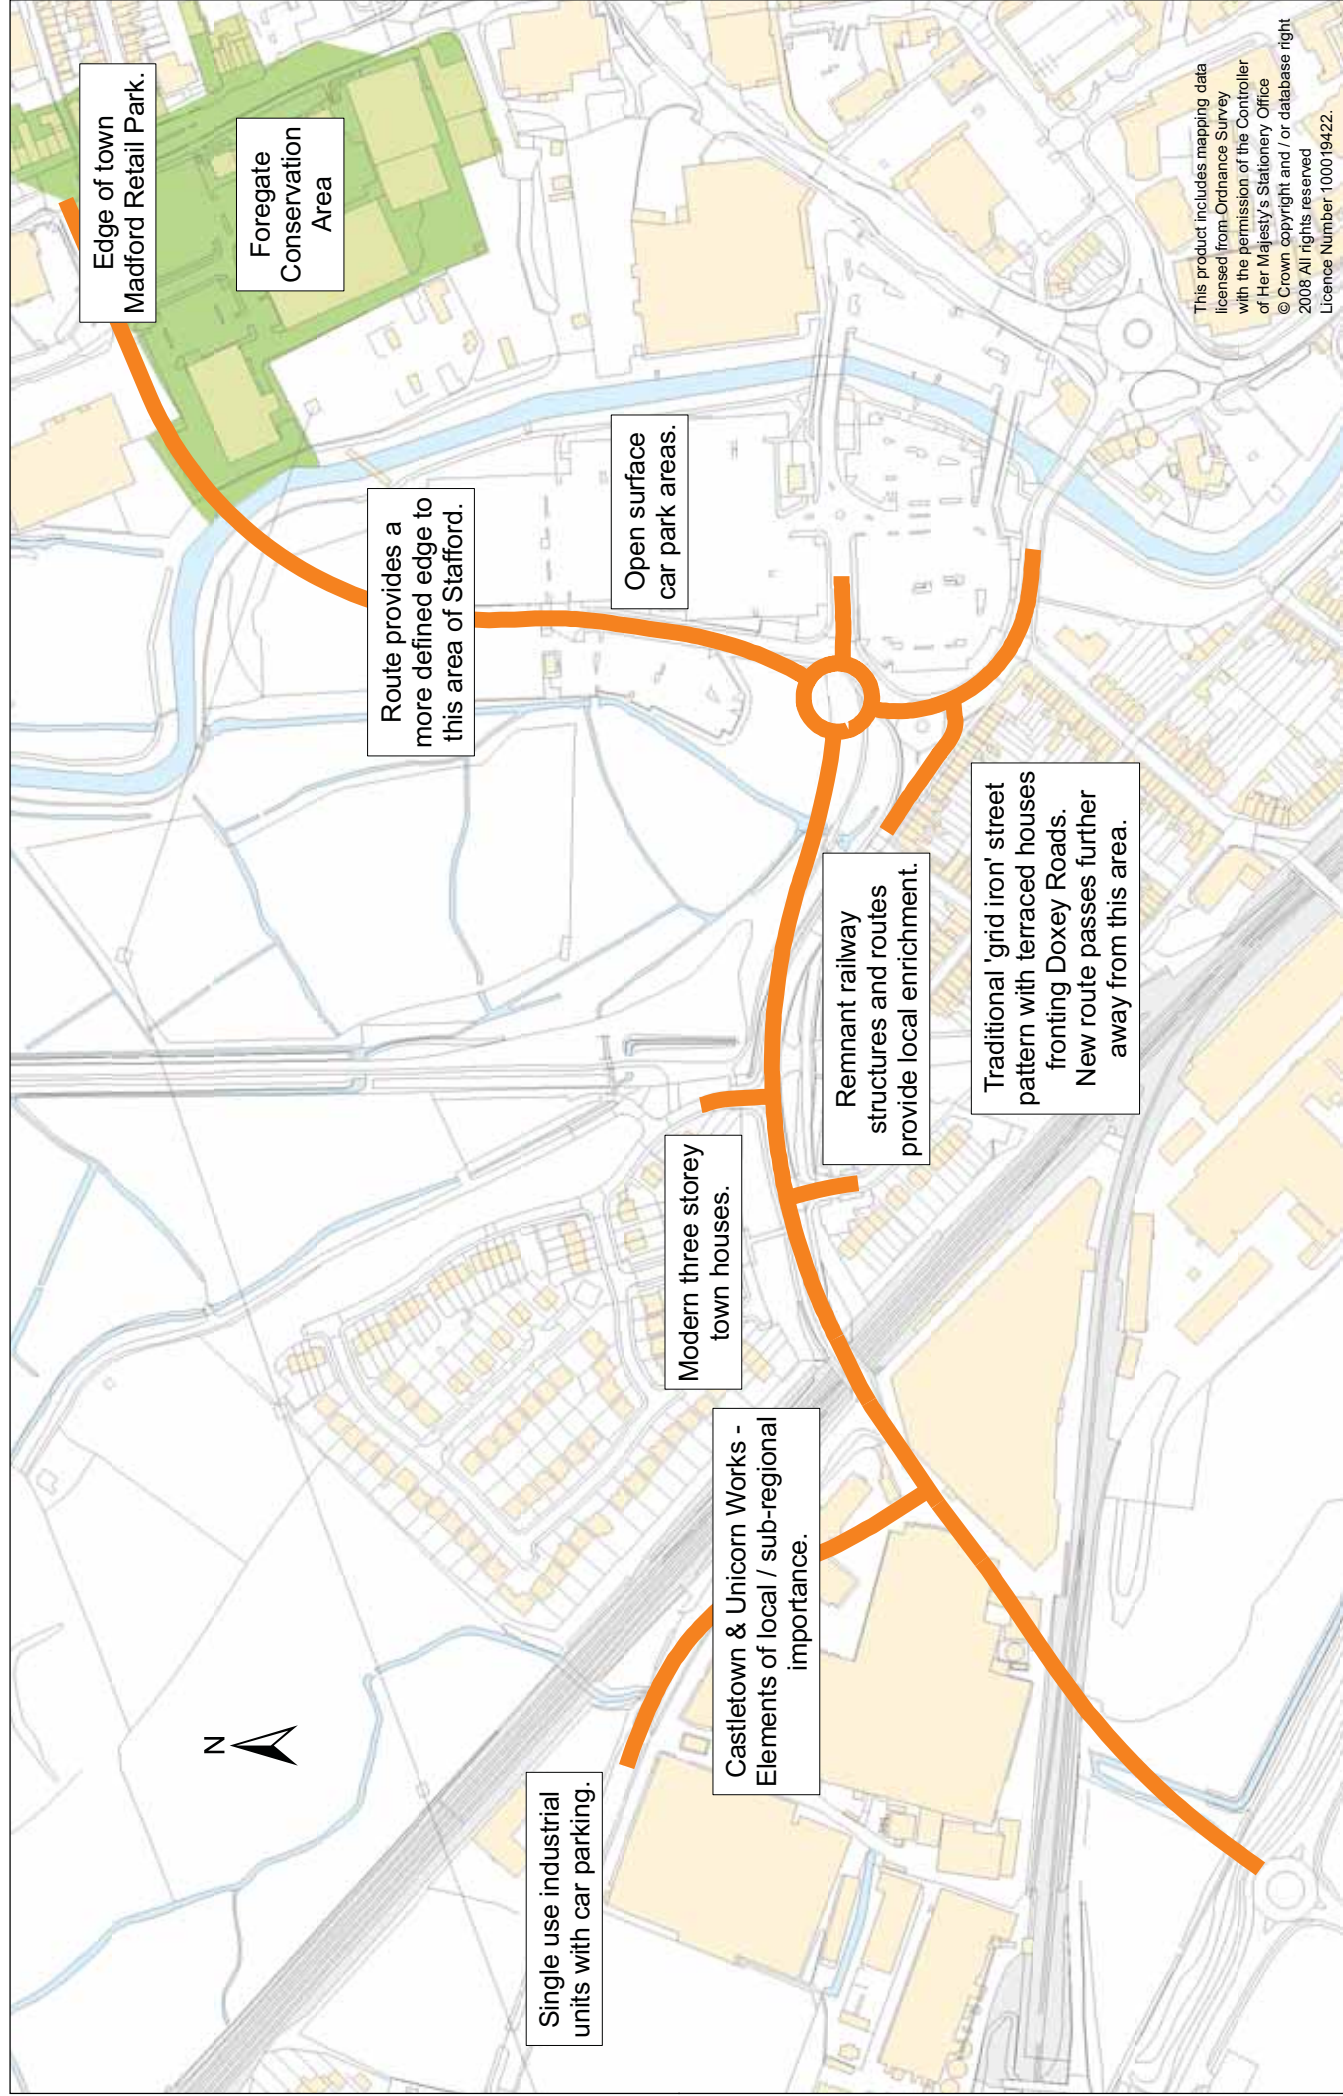 Edge of town
Madford Retail Park.
Foregate
Conservation
Area
Route provides a
more defined edge to
this area of Stafford.
Open surface
car park areas.
Traditional 'grid iron' street
pattern with terraced houses
fronting Doxey Roads.
New route passes further
away from this area.
Remnant railway
structures and routes
provide local enrichment.
Modern three storey
town houses.
Castletown & Unicorn Works -
Elements of local / sub-regional
importance.
Single use industrial
units with car parking.
N
This product includes mapping data
licensed from Ordnance Survey
with the permission of the Controller
of Her Majesty's Stationery Office
© Crown copyright and / or database right
2008 All rights reserved
Licence Number 100019422.